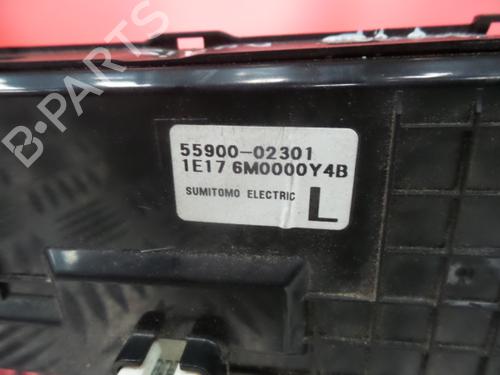 55900-02301
1E17 6M0000Y4B
SUMITOMO ELECTRIC
L
B-PARTS